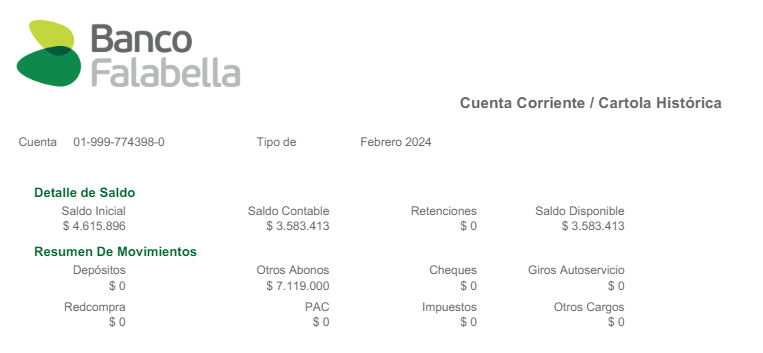 Banco
Falabella
Cuenta Corriente / Cartola Histórica
Cuenta 01-999-774398-0 Tipo de Febrero 2024
Detalle de Saldo
Saldo Inicial Saldo Contable Retenciones Saldo Disponible
$ 4.615.896 $ 3.583.413 $ 0 $ 3.583.413
Resumen De Movimientos
Depósitos Otros Abonos Cheques Giros Autoservicio
$ 0 $ 7.119.000 $ 0 $ 0
Redcompra PAC Impuestos Otros Cargos
$ 0 $ 0 $ 0 $ 0